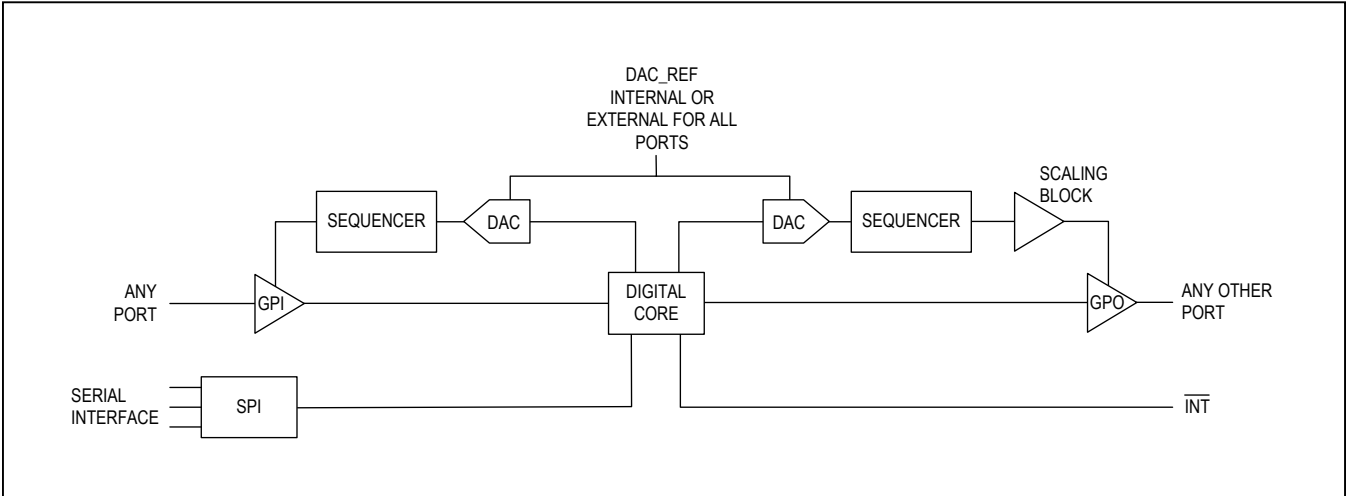 DAC_REF
INTERNAL OR
EXTERNAL FOR ALL
PORTS
SCALING
BLOCK
SEQUENCER
DAC
DAC
SEQUENCER
ANY
PORT
GPI
DIGITAL
CORE
GPO
ANY OTHER
PORT
SERIAL
INTERFACE
SPI
INT